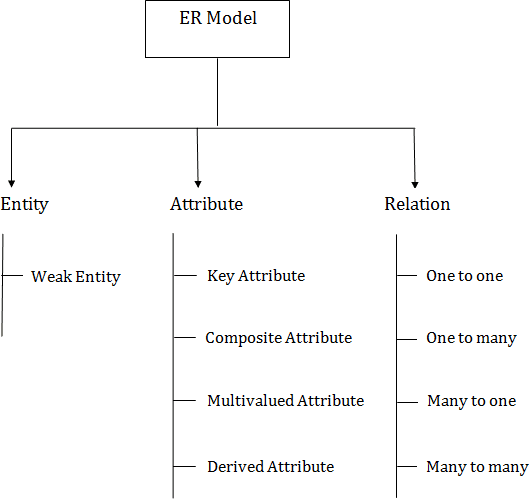 ER Model
Entity
Attribute
Relation
Weak Entity
Key Attribute
One to one
Composite Attribute
One to many
Multivalued Attribute
Many to one
Derived Attribute
Many to many